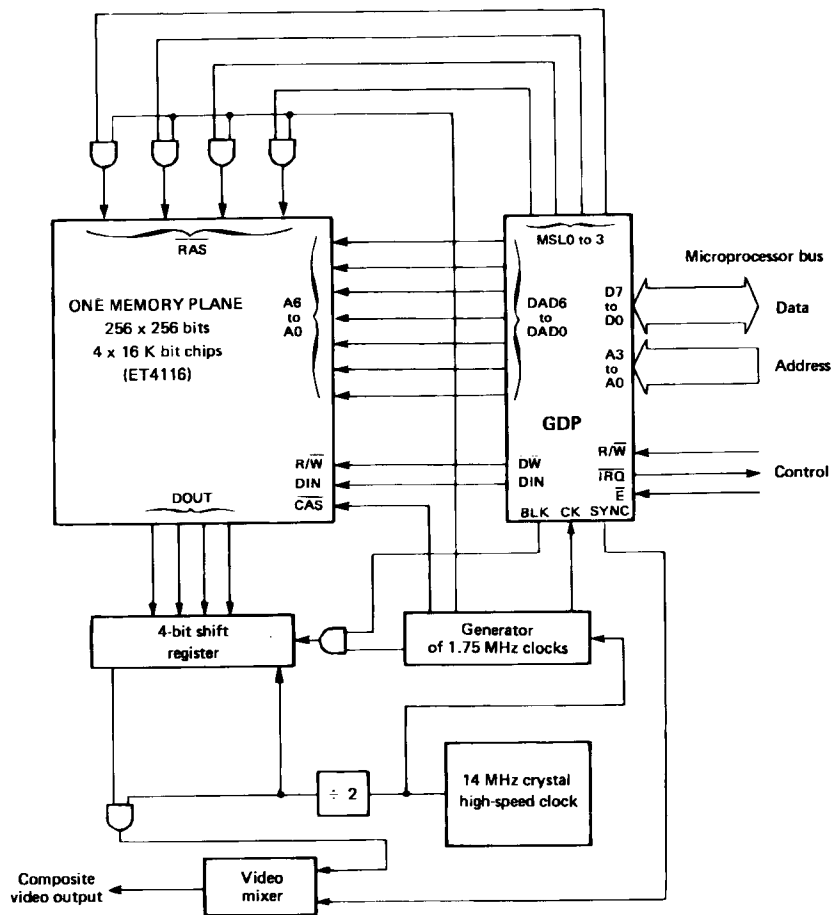 MSL0 to 3
RAS
Microprocessor bus
ONE MEMORY PLANE
256 x 256 bits
4 x 16 K bit chips
(ET4116)
A6
to
A0
DAD6
to
DAD0
D7
to
D0
Data
A3
to
A0
Address
GDP
R/W
DIN
CAS
DW
DIN
R/W
IRQ
E
Control
DOUT
BLK CK SYNC
4-bit shift
register
Generator
of 1.75 MHz clocks
÷ 2
14 MHz crystal
high-speed clock
Composite
video output
Video
mixer